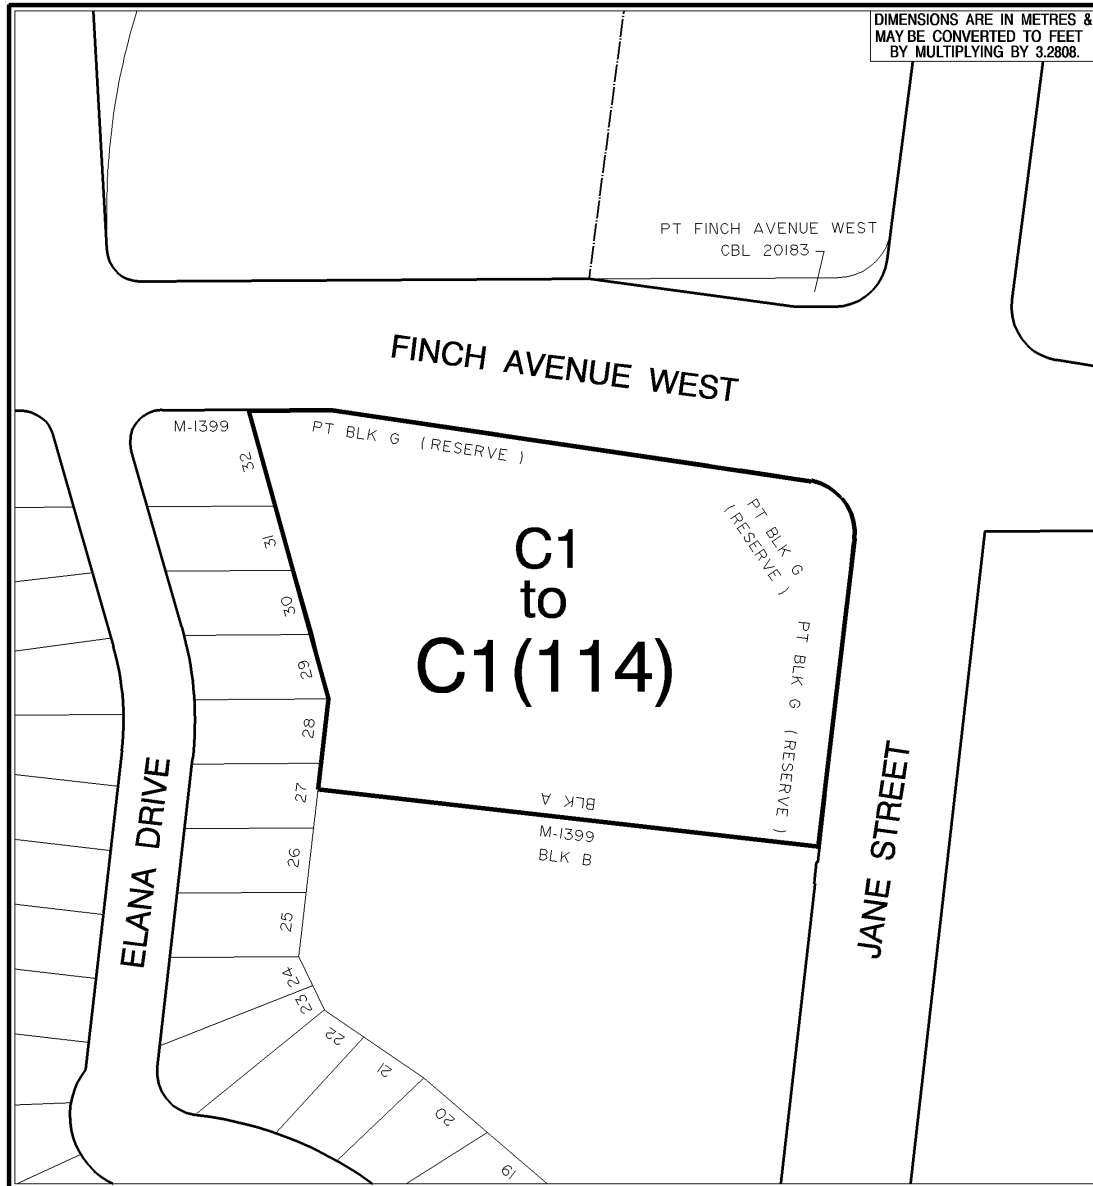 DIMENSIONS ARE IN METRES &
MAY BE CONVERTED TO FEET
BY MULTIPLYING BY 3.2808.
PT FINCH AVENUE WEST
CBL 20183
FINCH AVENUE WEST
M-1399
PT BLK G (RESERVE )
32
31
30
29
28
27
26
25
24
23
22
21
20
19
PT BLK G
(RESERVE )
C1
to
C1(114)
PT BLK G (RESERVE )
BLK A
M-1399
BLK B
ELANA DRIVE
JANE STREET